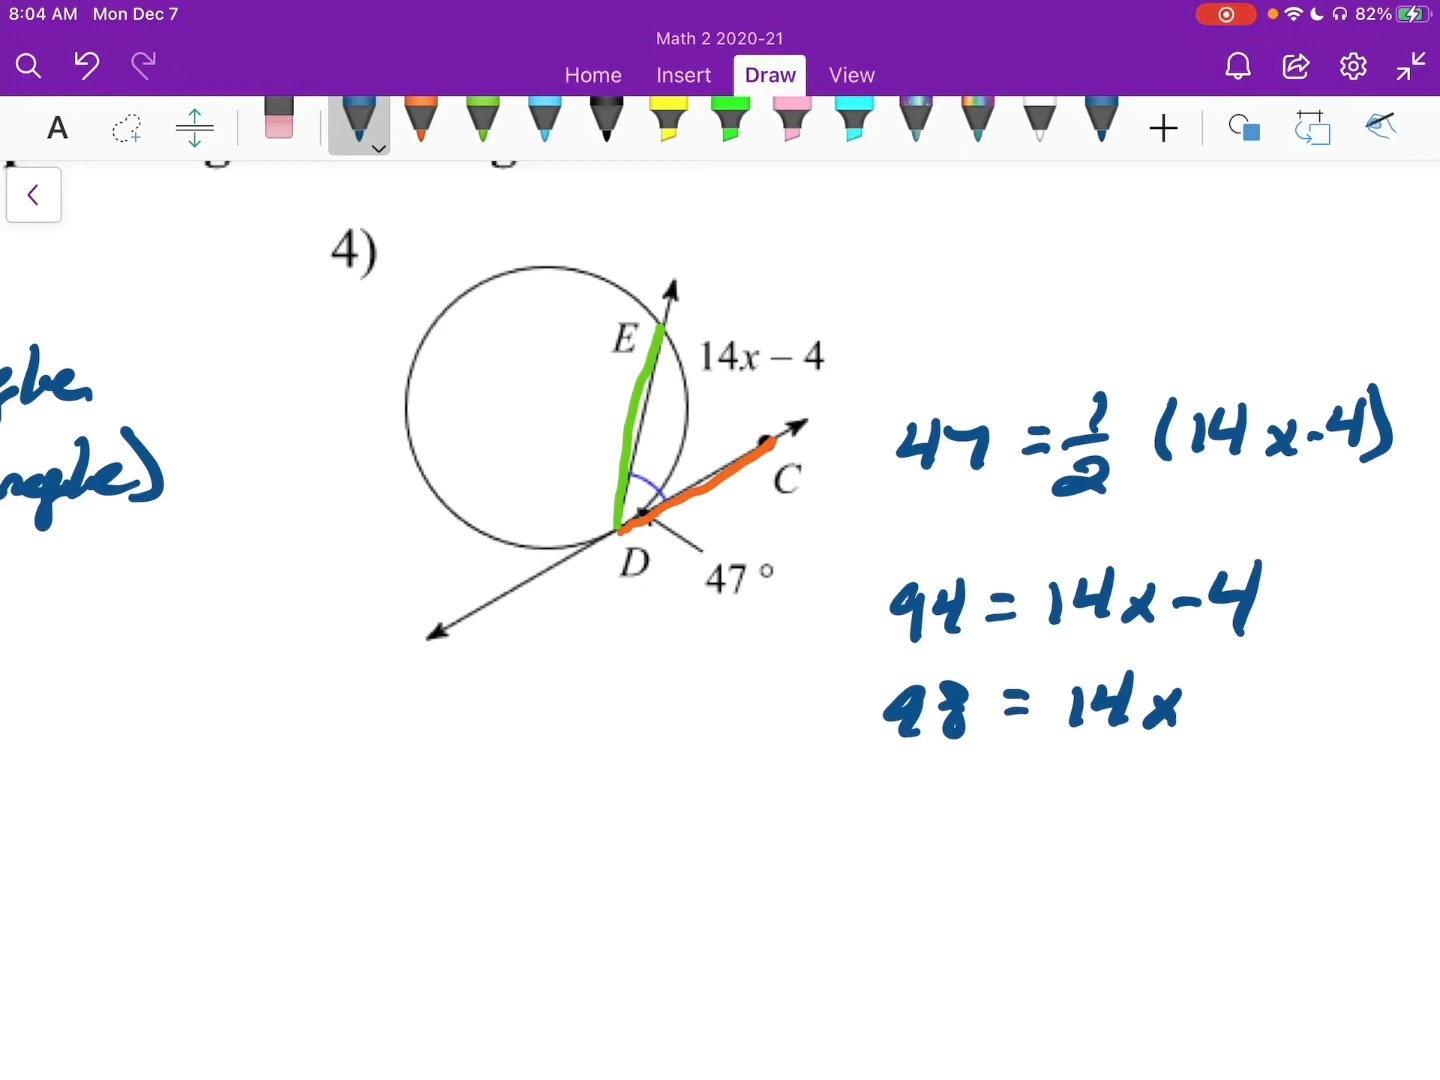 8:04 AM Mon Dec 7
82%
Math 2 2020-21
Home Insert Draw View
A
4)
E
14x – 4
C
D
47 °
47 = 1/2 (14x-4)
94 = 14x-4
98 = 14x